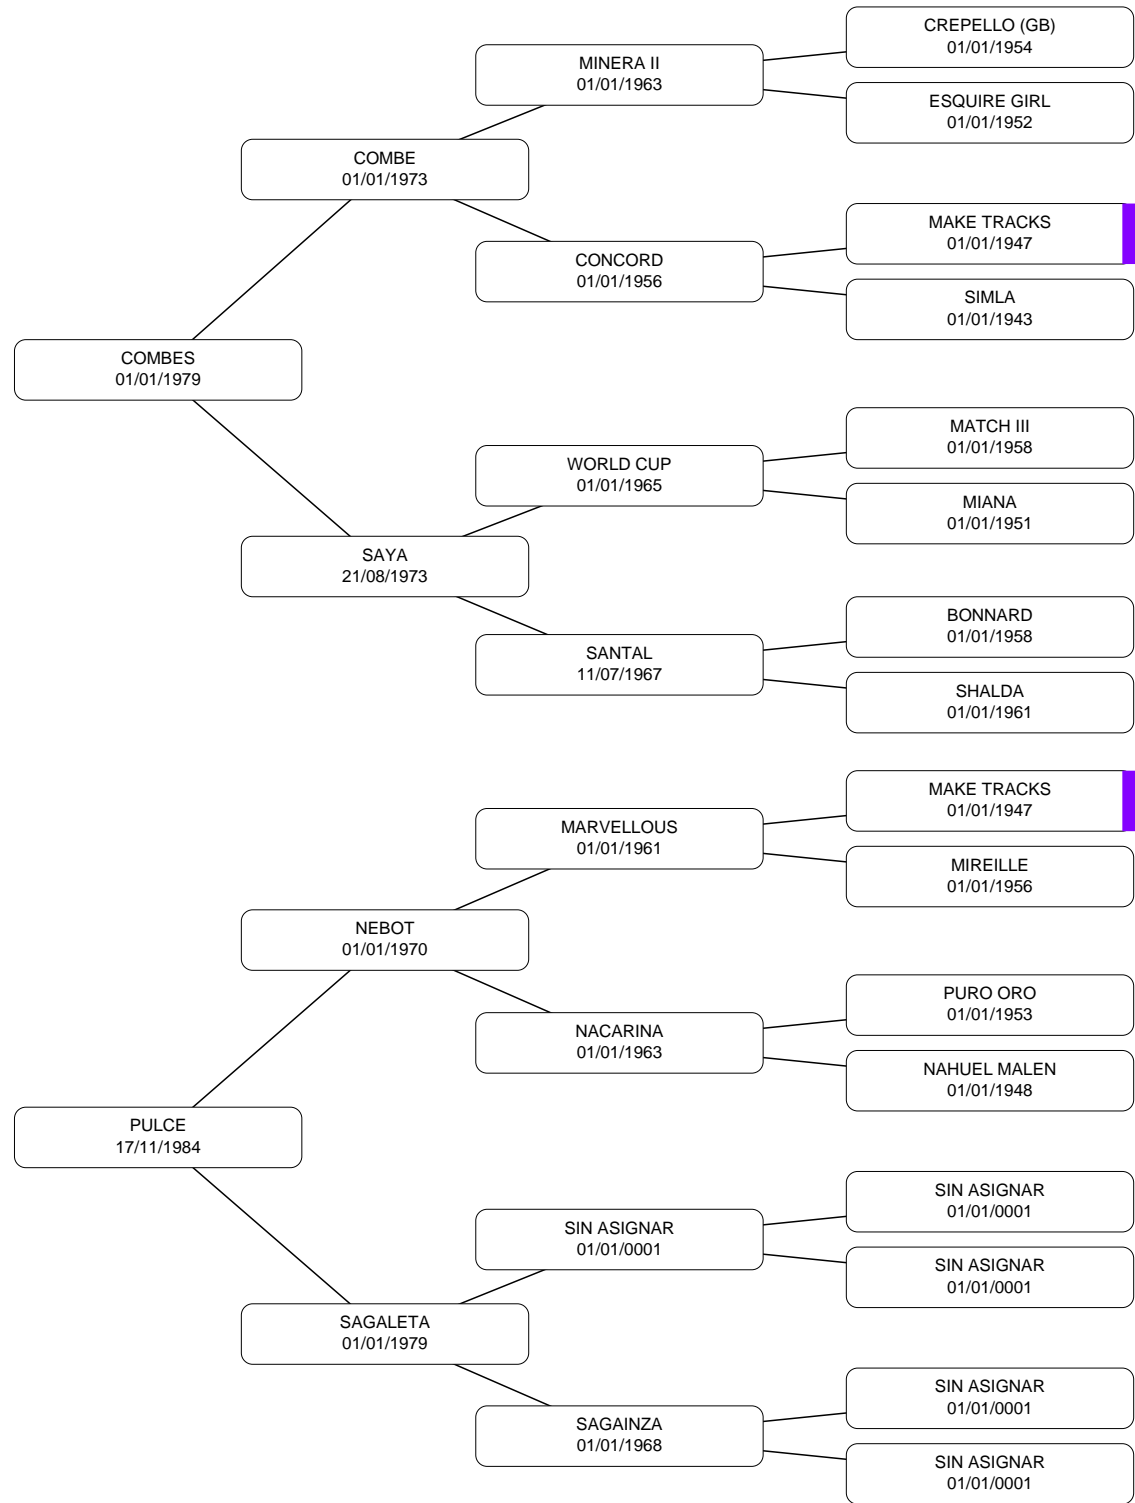 CREPELLO (GB)
01/01/1954
MINERA II
01/01/1963
ESQUIRE GIRL
01/01/1952
COMBE
01/01/1973
MAKE TRACKS
01/01/1947
CONCORD
01/01/1956
SIMLA
01/01/1943
COMBES
01/01/1979
MATCH III
01/01/1958
WORLD CUP
01/01/1965
MIANA
01/01/1951
SAYA
21/08/1973
BONNARD
01/01/1958
SANTAL
11/07/1967
SHALDA
01/01/1961
MAKE TRACKS
01/01/1947
MARVELLOUS
01/01/1961
MIREILLE
01/01/1956
NEBOT
01/01/1970
PURO ORO
01/01/1953
NACARINA
01/01/1963
NAHUEL MALEN
01/01/1948
PULCE
17/11/1984
SIN ASIGNAR
01/01/0001
SIN ASIGNAR
01/01/0001
SIN ASIGNAR
01/01/0001
SAGALETA
01/01/1979
SIN ASIGNAR
01/01/0001
SAGAINZA
01/01/1968
SIN ASIGNAR
01/01/0001